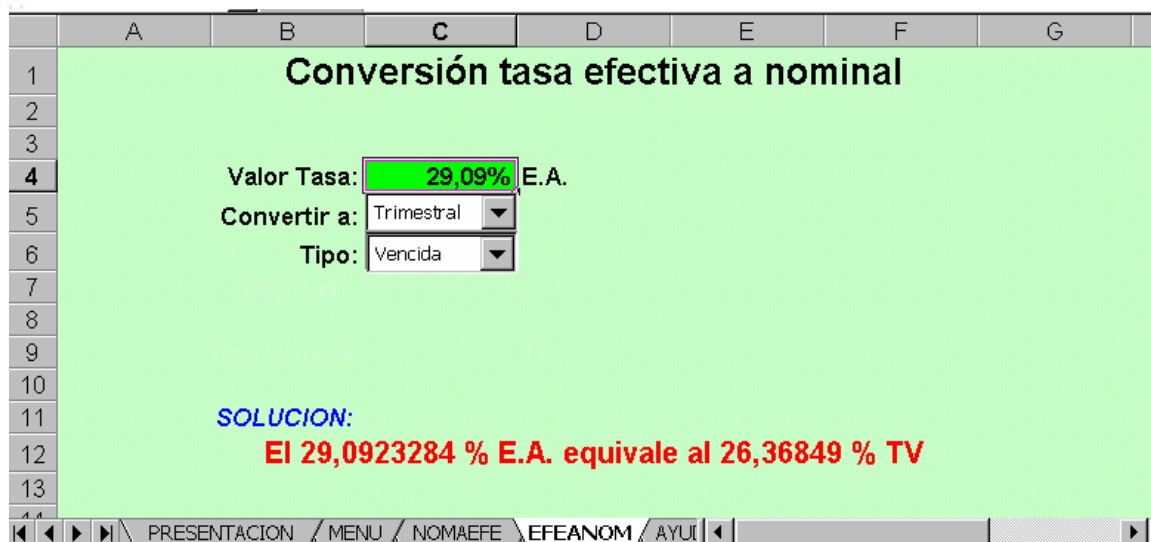 A B C D E F G
1 Conversión tasa efectiva a nominal
2
3
4 Valor Tasa: 29,09% E.A.
5 Convertir a: Trimestral
6 Tipo: Vencida
7
8
9 TV
10
11 SOLUCION:
12 El 29,0923284 % E.A. equivale al 26,36849 % TV
13
PRESENTACION MENU NOMAEFE EFEANOM